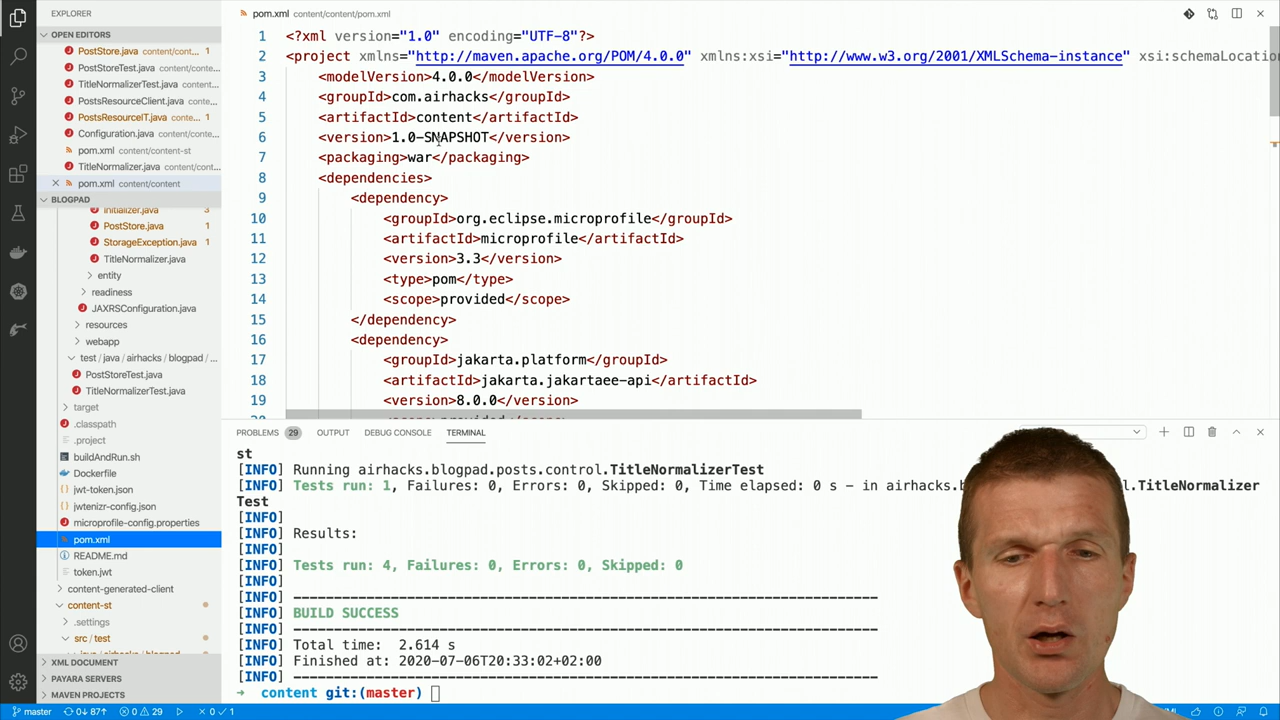 EXPLORER
OPEN EDITORS
PostStore.java content/cont... 1
PostStoreTest.java content/...
TitleNormalizerTest.java cont...
PostsResourceClient.java co...
PostsResourceIT.java con... 1
Configuration.java content/c...
pom.xml content/content-st
TitleNormalizer.java content/...
pom.xml content/content
BLOGPAD
Initializer.java 3
PostStore.java 1
StorageException.java 1
TitleNormalizer.java
entity
readiness
JAXRSConfiguration.java
resources
webapp
test / java / airhacks / blogpad / ...
PostStoreTest.java
TitleNormalizerTest.java
target
.classpath
.project
buildAndRun.sh
Dockerfile
jwt-token.json
jwtenizr-config.json
microprofile-config.properties
pom.xml
README.md
token.jwt
content-generated-client
content-st
.settings
src / test
XML DOCUMENT
PAYARA SERVERS
MAVEN PROJECTS
pom.xml content/content/pom.xml
1 <?xml version="1.0" encoding="UTF-8"?>
2 <project xmlns="http://maven.apache.org/POM/4.0.0" xmlns:xsi="http://www.w3.org/2001/XMLSchema-instance" xsi:schemaLocation
3 <modelVersion>4.0.0</modelVersion>
4 <groupId>com.airhacks</groupId>
5 <artifactId>content</artifactId>
6 <version>1.0-SNAPSHOT</version>
7 <packaging>war</packaging>
8 <dependencies>
9 <dependency>
10 <groupId>org.eclipse.microprofile</groupId>
11 <artifactId>microprofile</artifactId>
12 <version>3.3</version>
13 <type>pom</type>
14 <scope>provided</scope>
15 </dependency>
16 <dependency>
17 <groupId>jakarta.platform</groupId>
18 <artifactId>jakarta.jakartaee-api</artifactId>
19 <version>8.0.0</version>
PROBLEMS 29 OUTPUT DEBUG CONSOLE TERMINAL
st
[INFO] Running airhacks.blogpad.posts.control.TitleNormalizerTest
[INFO] Tests run: 1, Failures: 0, Errors: 0, Skipped: 0, Time elapsed: 0 s - in airhacks.b
TitleNormalizer
Test
[INFO]
[INFO] Results:
[INFO]
[INFO] Tests run: 4, Failures: 0, Errors: 0, Skipped: 0
[INFO]
[INFO] ------------------------------------------------------------------------
[INFO] BUILD SUCCESS
[INFO] ------------------------------------------------------------------------
[INFO] Total time: 2.614 s
[INFO] Finished at: 2020-07-06T20:33:02+02:00
[INFO] ------------------------------------------------------------------------
➜ content git:(master)
master 0↓ 87↑ 0 29 0 1